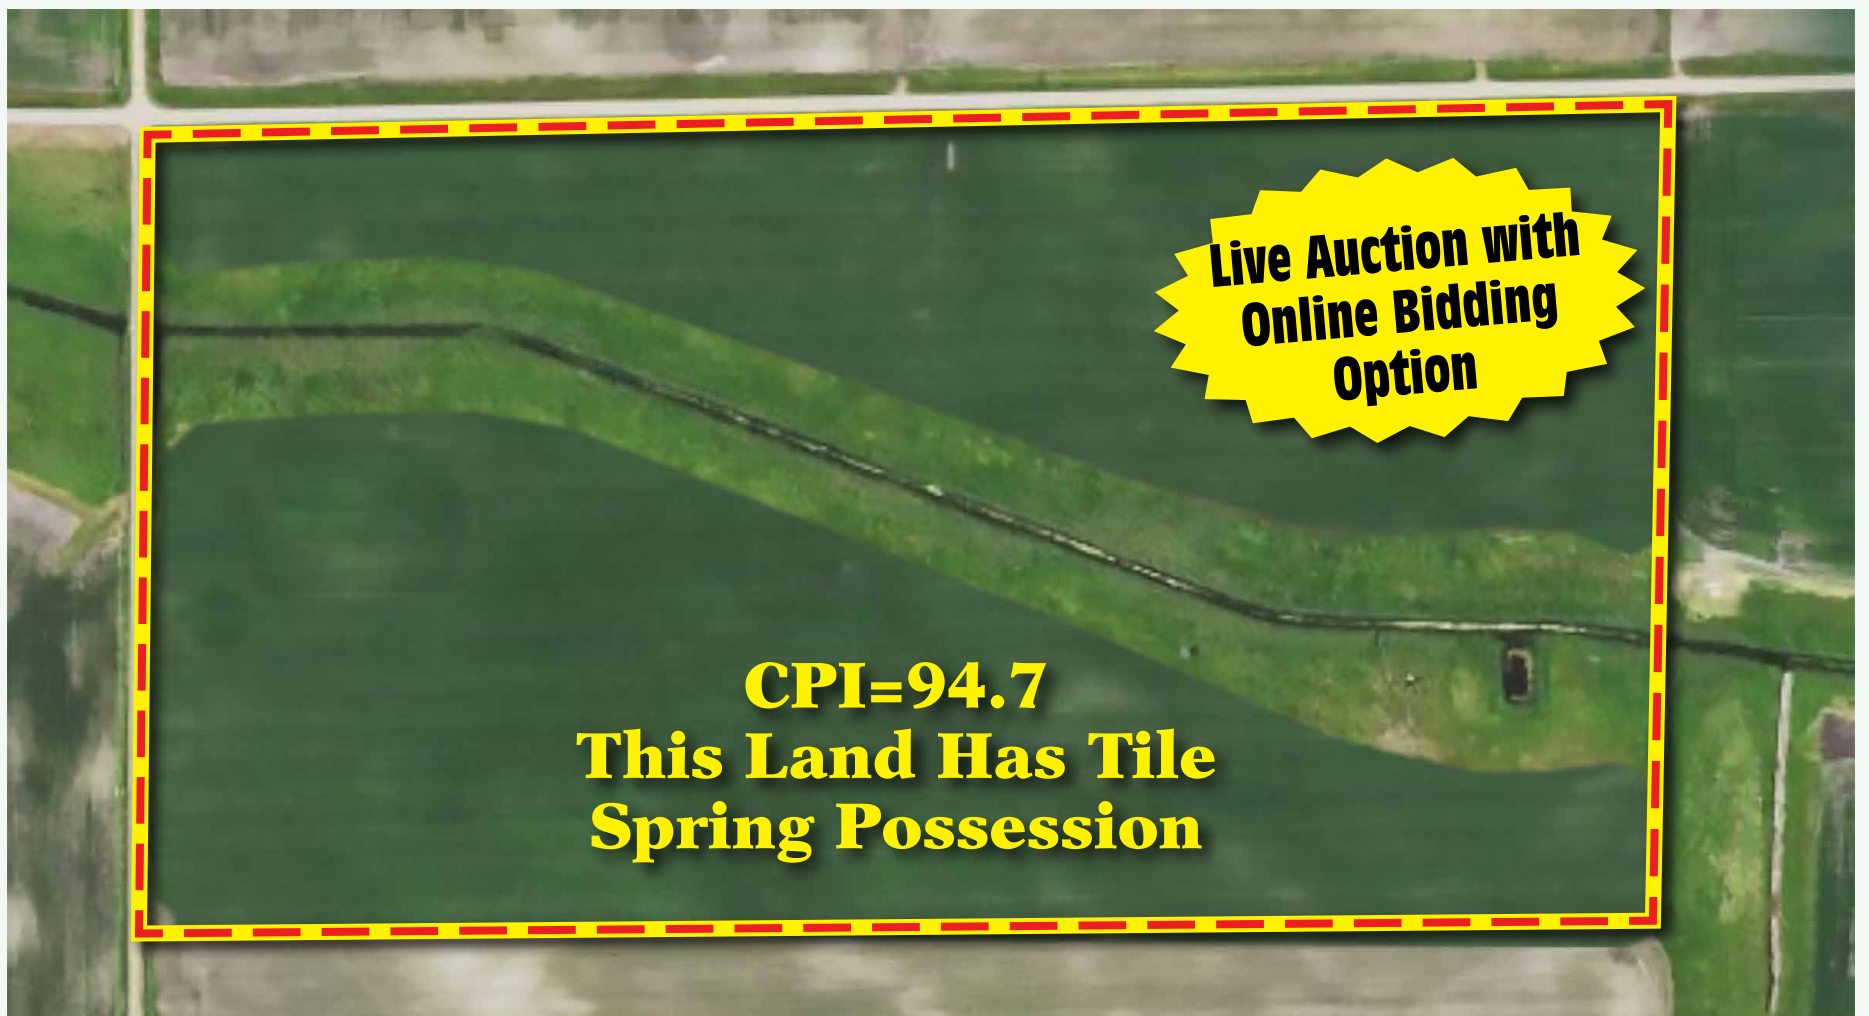 Live Auction with
Online Bidding
Option
CPI=94.7
This Land Has Tile
Spring Possession